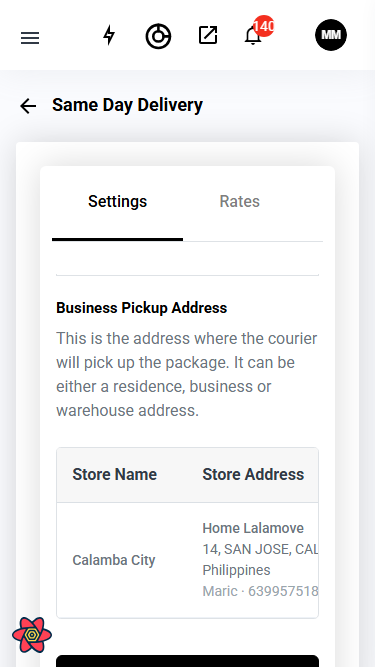 140
MM
Same Day Delivery
Settings
Rates
Business Pickup Address
This is the address where the courier
will pick up the package. It can be
either a residence, business or
warehouse address.
Store Name
Store Address
Calamba City
Home Lalamove
14, SAN JOSE, CAL
Philippines
Maric · 639957518